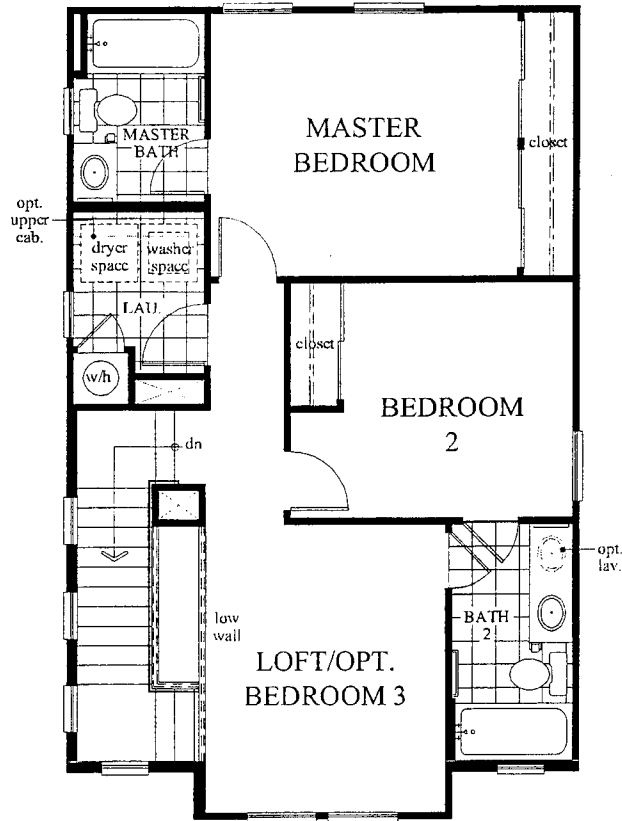 MASTER
BATH
MASTER
BEDROOM
closet
opt.
upper
cab.
dryer
space
washer
space
LAU.
w/h
closet
BEDROOM
2
dn
low
wall
LOFT/OPT.
BEDROOM 3
BATH
2
opt.
lav.